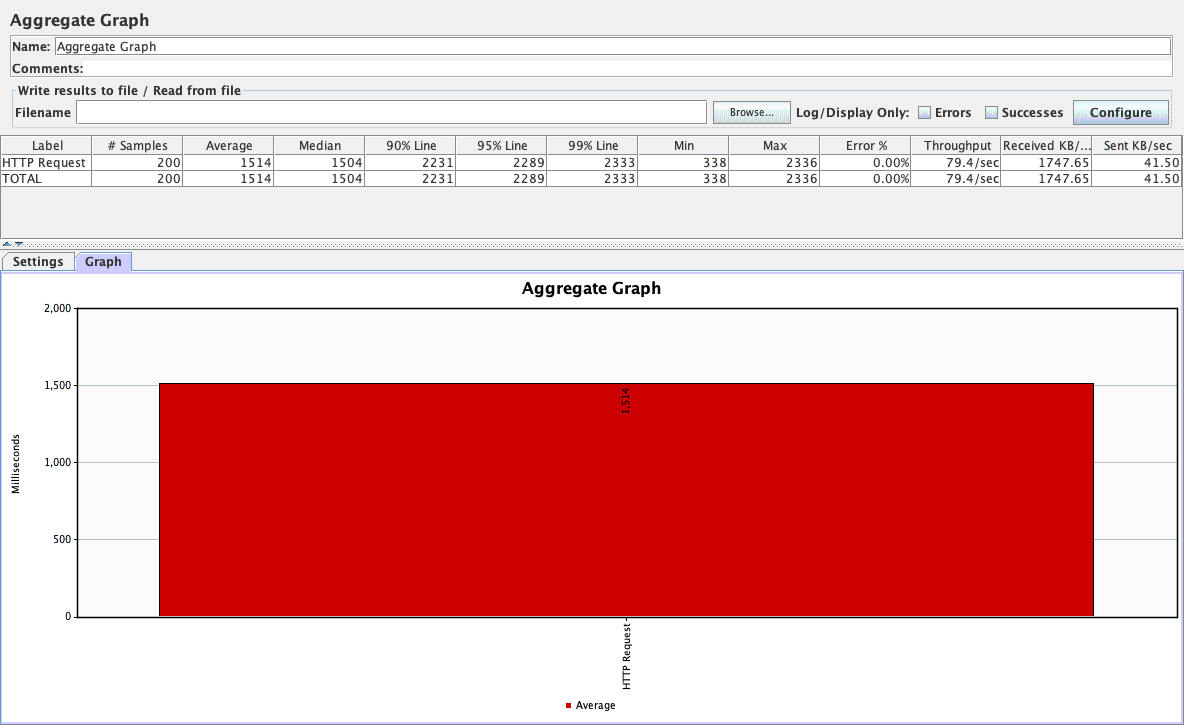 Aggregate Graph
Name: Aggregate Graph
Comments:
Write results to file / Read from file
Filename Browse... Log/Display Only: Errors Successes Configure
Label # Samples Average Median 90% Line 95% Line 99% Line Min Max Error % Throughput Received KB/... Sent KB/sec
HTTP Request 200 1514 1504 2231 2289 2333 338 2336 0.00% 79.4/sec 1747.65 41.50
TOTAL 200 1514 1504 2231 2289 2333 338 2336 0.00% 79.4/sec 1747.65 41.50
Settings Graph
Aggregate Graph
2,000
1,500
1,000
500
0
Milliseconds
1,514
HTTP Request
Average